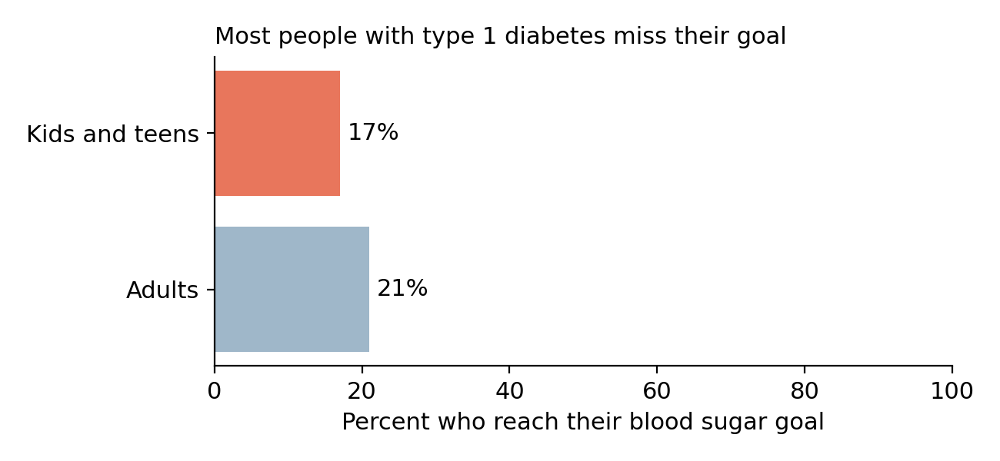 Most people with type 1 diabetes miss their goal
Kids and teens
17%
Adults
21%
0 20 40 60 80 100
Percent who reach their blood sugar goal